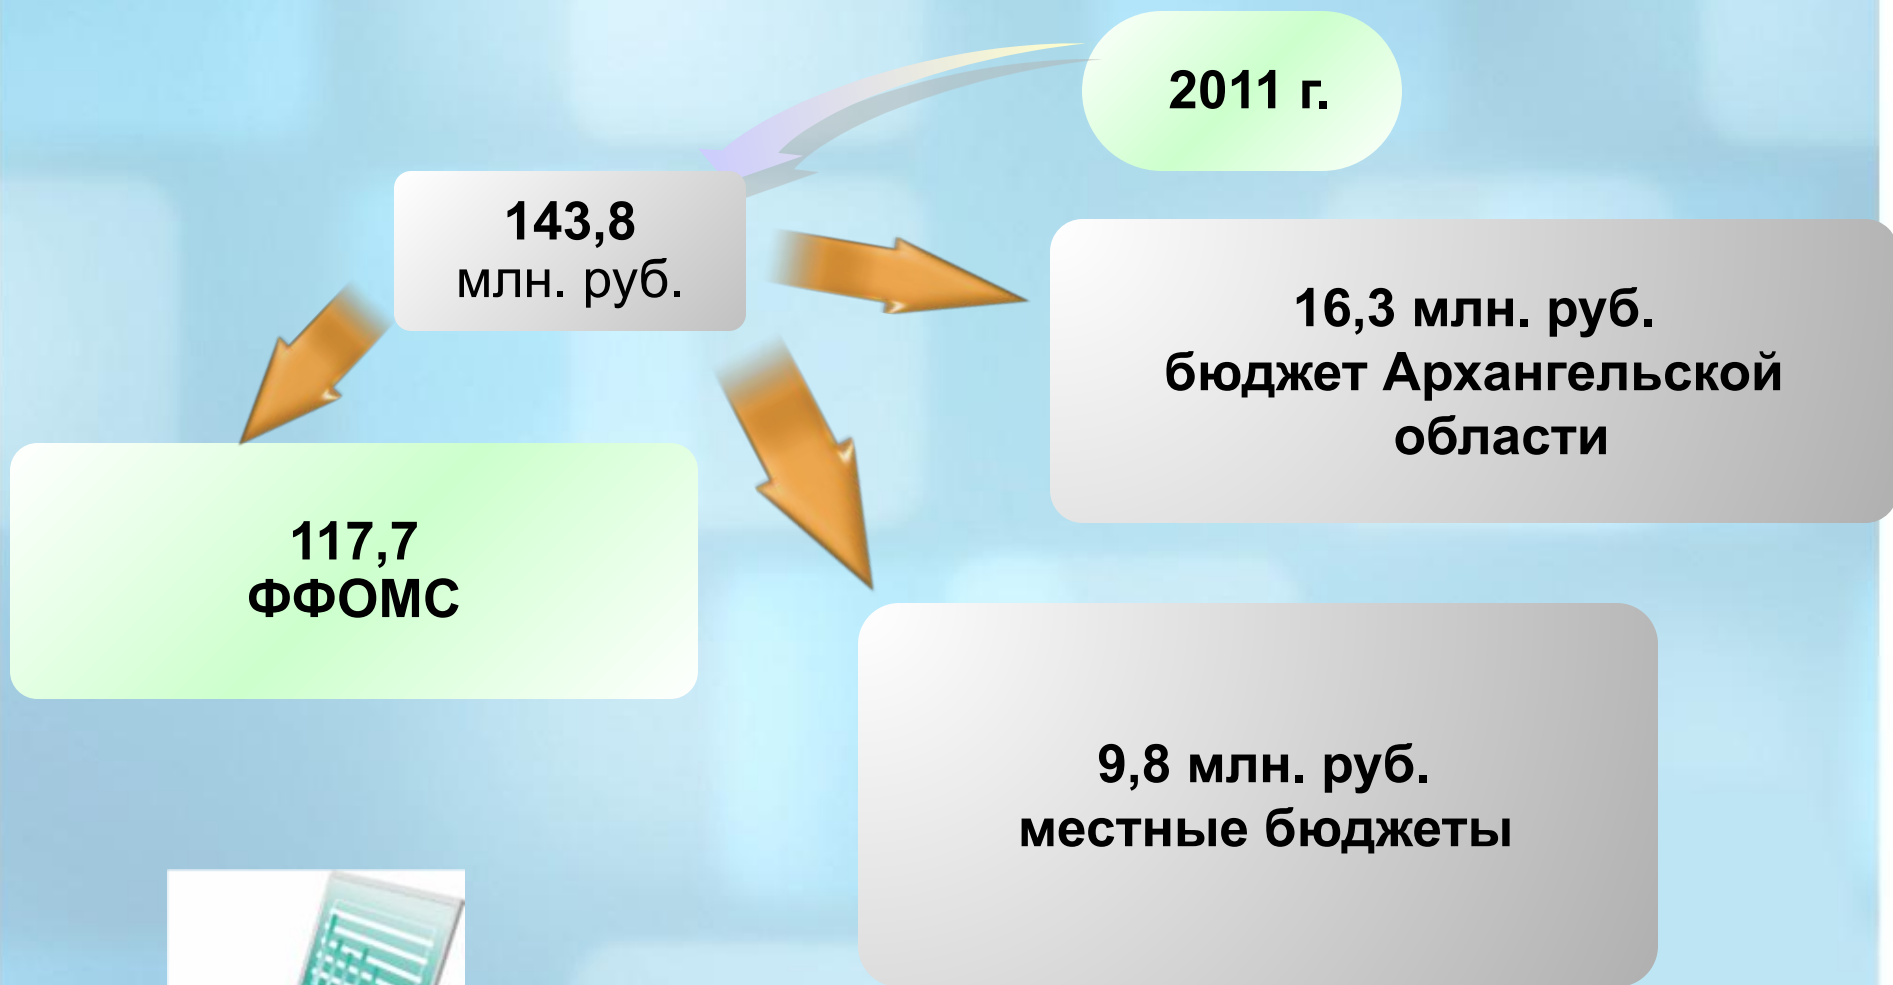 2011 г.
143,8
млн. руб.
16,3 млн. руб.
бюджет Архангельской
области
117,7
ФФОМС
9,8 млн. руб.
местные бюджеты